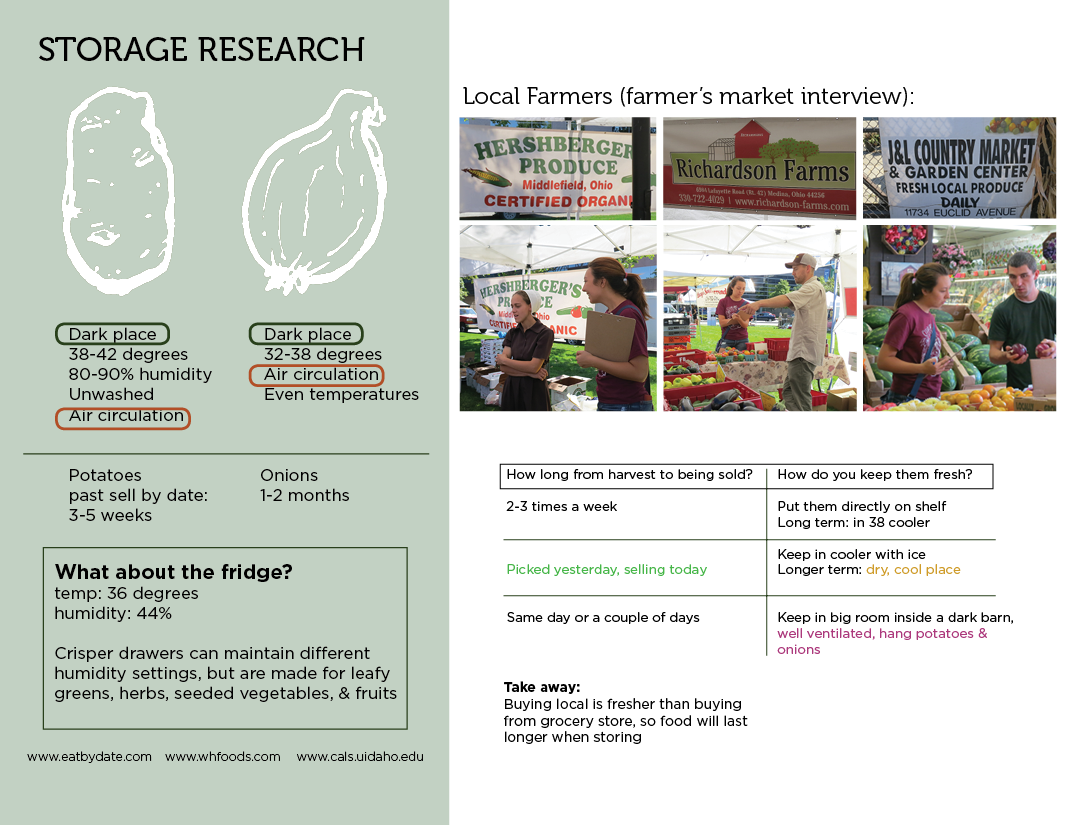 STORAGE RESEARCH
Dark place
38-42 degrees
80-90% humidity
Unwashed
Air circulation
Dark place
32-38 degrees
Air circulation
Even temperatures
Potatoes
past sell by date:
3-5 weeks
Onions
1-2 months
What about the fridge?
temp: 36 degrees
humidity: 44%
Crisper drawers can maintain different
humidity settings, but are made for leafy
greens, herbs, seeded vegetables, & fruits
www.eatbydate.com www.whfoods.com www.cals.uidaho.edu
Local Farmers (farmer's market interview):
HERSHBERGER
PRODUCE
Middlefield, Ohio
CERTIFIED ORGANI
RICHARDSON
Richardson Farms
Lafayette Road (Rt. 42) Medina, Ohio 44256
330-722-4029 | www.richardson-farms.com
J&L COUNTRY MARKET
& GARDEN CENTER
FRESH LOCAL PRODUCE
DAILY
11734 EUCLID AVENUE
HERSHBERGER'S
How long from harvest to being sold? How do you keep them fresh?
2-3 times a week
Put them directly on shelf
Long term: in 38 cooler
Picked yesterday, selling today
Keep in cooler with ice
Longer term: dry, cool place
Same day or a couple of days
Keep in big room inside a dark barn,
well ventilated, hang potatoes &
onions
Take away:
Buying local is fresher than buying
from grocery store, so food will last
longer when storing